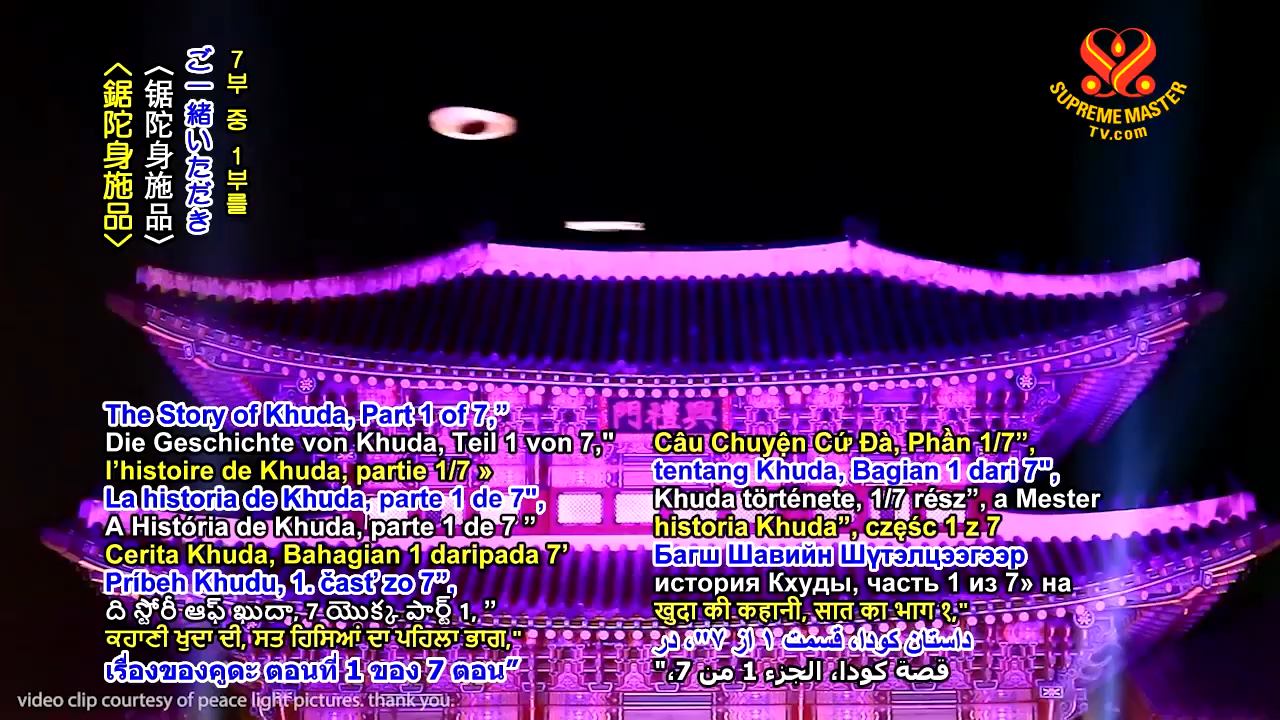 7부 중 1부를
ご一緒いただき
〈锯陀身施品〉
〈鋸陀身施品〉
SUPREME MASTER
TV.com
興禮門
The Story of Khuda, Part 1 of 7,”
Die Geschichte von Khuda, Teil 1 von 7,"
l’histoire de Khuda, partie 1/7 »
La historia de Khuda, parte 1 de 7",
A História de Khuda, parte 1 de 7 ”
Cerita Khuda, Bahagian 1 daripada 7’
Príbeh Khudu, 1. časť zo 7”,
ది స్టోరీ ఆఫ్ ఖుదా, 7 యొక్క పార్ట్ 1, ”
ਕਹਾਣੀ ਖੁਦਾ ਦੀ, ਸਤ ਹਿਸਿਆਂ ਦਾ ਪਹਿਲਾ ਭਾਗ,"
เรื่องของคูดะ ตอนที่ 1 ของ 7 ตอน”
Câu Chuyện Cứ Đà, Phần 1/7”,
tentang Khuda, Bagian 1 dari 7",
Khuda története, 1/7 rész”, a Mester
historia Khuda”, częśc 1 z 7
Багш Шавийн Шүтэлцээгээр
история Кхуды, часть 1 из 7» на
खुदा की कहानी, सात का भाग १,"
داستان کودا، قسمت ۱ از ۷"، در
قصة كودا، الجزء 1 من 7، "
video clip courtesy of peace light pictures. thank you.